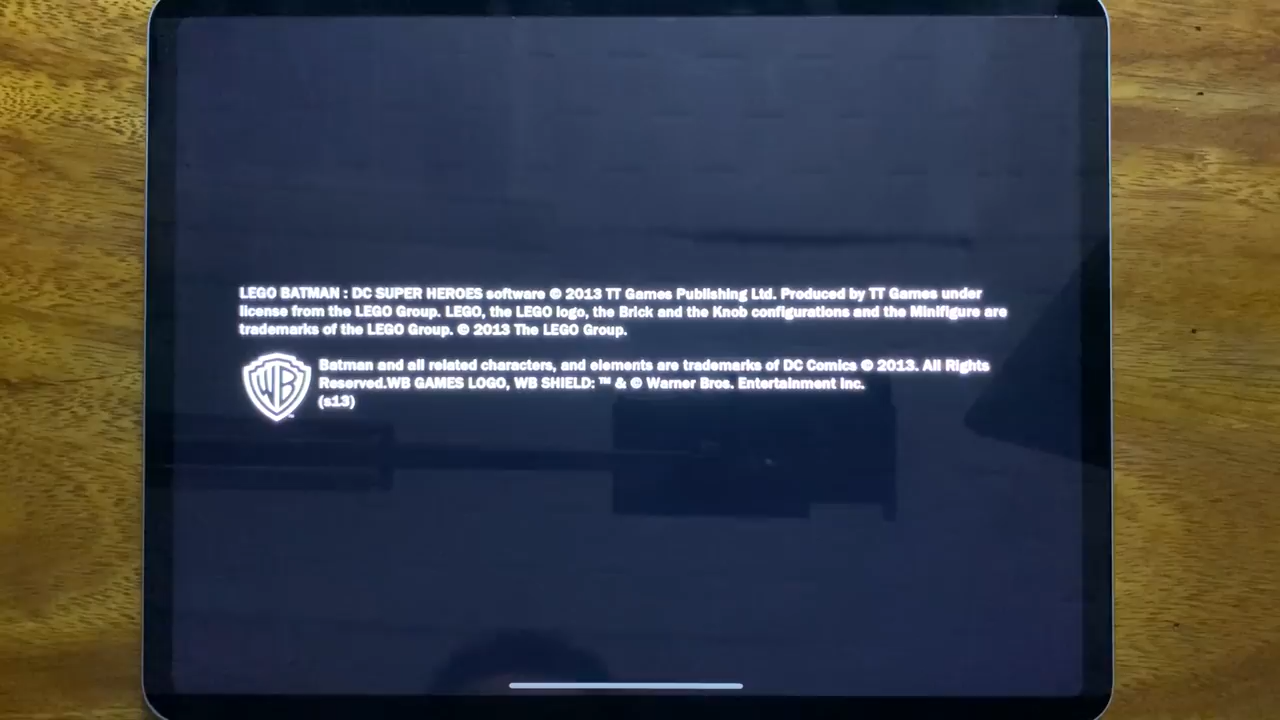 LEGO BATMAN : DC SUPER HEROES software © 2013 TT Games Publishing Ltd. Produced by TT Games under
license from the LEGO Group. LEGO, the LEGO logo, the Brick and the Knob configurations and the Minifigure are
trademarks of the LEGO Group. © 2013 The LEGO Group.
WB
Batman and all related characters, and elements are trademarks of DC Comics © 2013. All Rights
Reserved.WB GAMES LOGO, WB SHIELD: ™ & © Warner Bros. Entertainment Inc.
(s13)